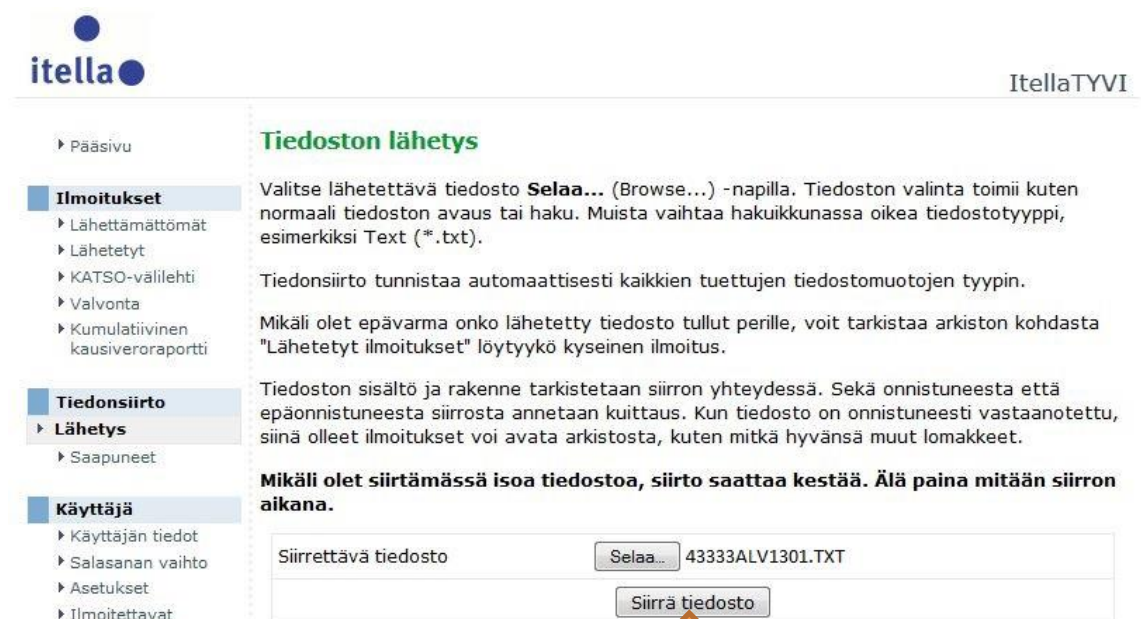 itella
ItellaTYVI
Pääsivu
Ilmoitukset
Lähettämättömät
Lähetetyt
KATSO-välilehti
Valvonta
Kumulatiivinen
kausiveroraportti
Tiedonsiirto
Lähetys
Saapuneet
Käyttäjä
Käyttäjän tiedot
Salasanan vaihto
Asetukset
Ilmoitettavat
Tiedoston lähetys
Valitse lähetettävä tiedosto Selaa... (Browse...) -napilla. Tiedoston valinta toimii kuten
normaali tiedoston avaus tai haku. Muista vaihtaa hakuikkunassa oikea tiedostotyyppi,
esimerkiksi Text (*.txt).
Tiedonsiirto tunnistaa automaattisesti kaikkien tuettujen tiedostomuotojen tyypin.
Mikäli olet epävarma onko lähetetty tiedosto tullut perille, voit tarkistaa arkiston kohdasta
"Lähetetyt ilmoitukset" löytyykö kyseinen ilmoitus.
Tiedoston sisältö ja rakenne tarkistetaan siirron yhteydessä. Sekä onnistuneesta että
epäonnistuneesta siirrosta annetaan kuittaus. Kun tiedosto on onnistuneesti vastaanotettu,
siinä olleet ilmoitukset voi avata arkistosta, kuten mitkä hyvänsä muut lomakkeet.
Mikäli olet siirtämässä isoa tiedostoa, siirto saattaa kestää. Älä paina mitään siirron
aikana.
Siirrettävä tiedosto Selaa... 43333ALV1301.TXT
Siirrä tiedosto